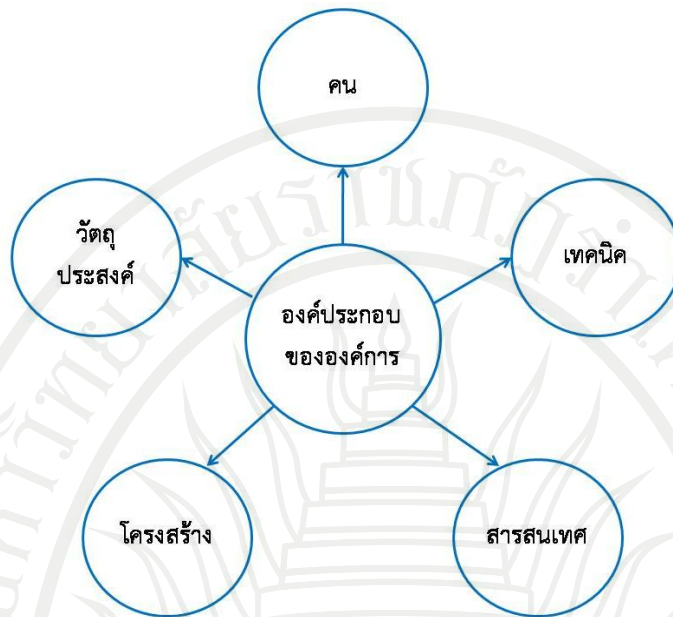 คน
วัตถุ
ประสงค์
เทคนิค
องค์ประกอบ
ขององค์การ
โครงสร้าง
สารสนเทศ